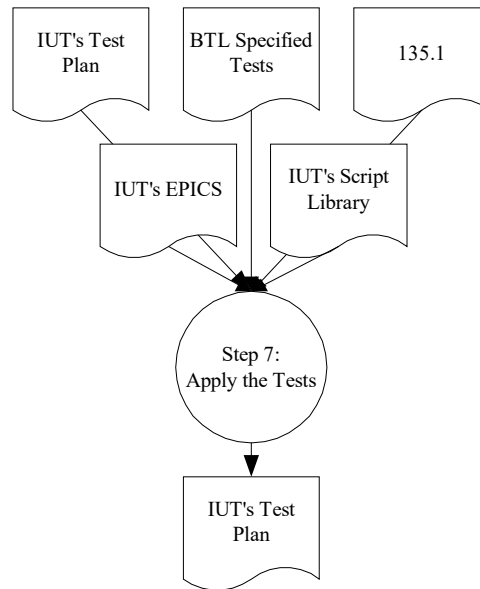 IUT's Test
Plan
BTL Specified
Tests
135.1
IUT's EPICS
IUT's Script
Library
Step 7:
Apply the Tests
IUT's Test
Plan